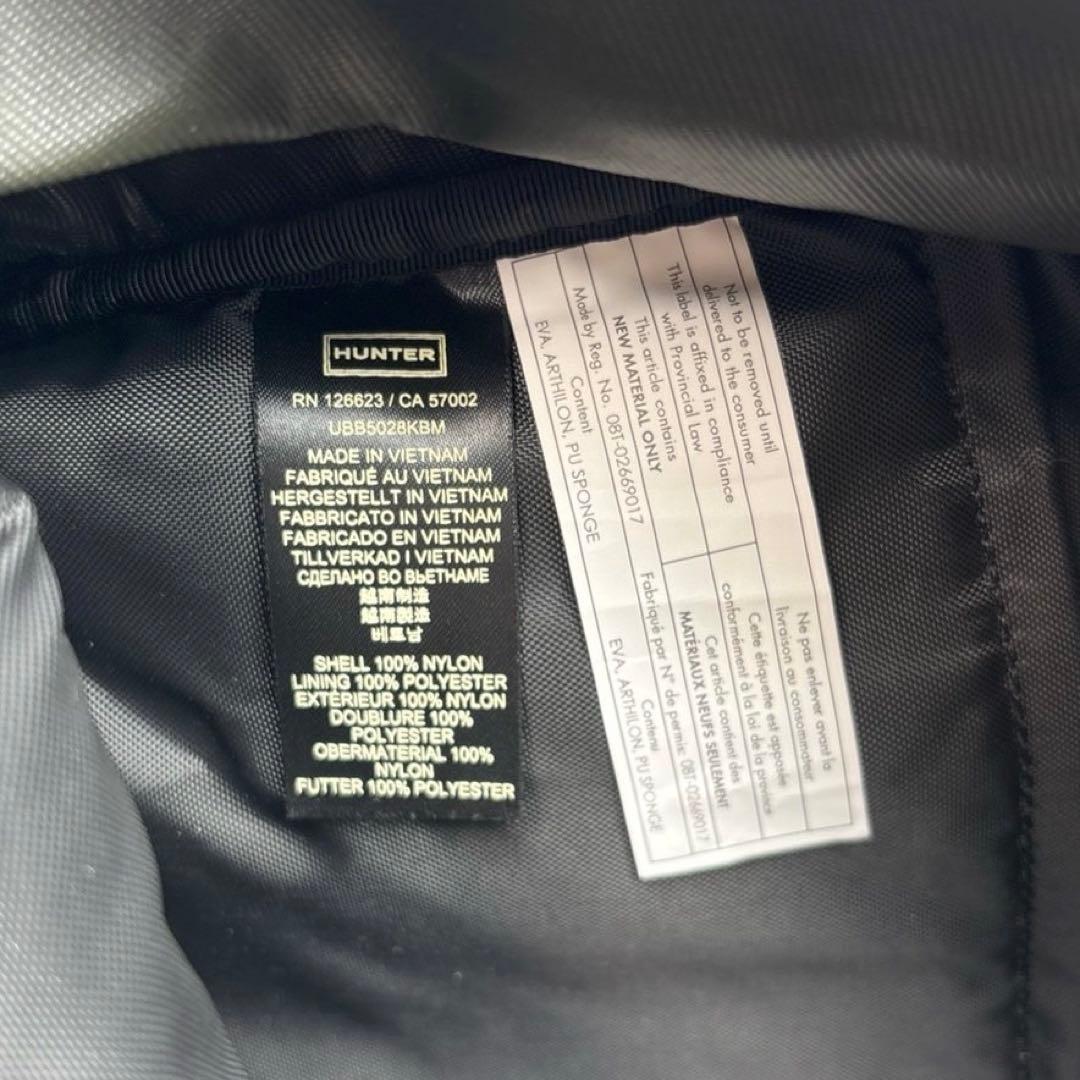 HUNTER
RN 126623 / CA 57002
UBB5028KBM
MADE IN VIETNAM
FABRIQUÉ AU VIETNAM
HERGESTELLT IN VIETNAM
FABBRICATO IN VIETNAM
FABRICADO EN VIETNAM
TILLVERKAD I VIETNAM
СДЕЛАНО ВО ВЬЕТНАМЕ
越南制造
越南製造
베트남
SHELL 100% NYLON
LINING 100% POLYESTER
EXTÉRIEUR 100% NYLON
DOUBLURE 100%
POLYESTER
OBERMATERIAL 100%
NYLON
FUTTER 100% POLYESTER
Not to be removed until
delivered to the consumer
This label is affixed in compliance
with Provincial Law
This article contains
NEW MATERIAL ONLY
Made by Reg. No. 08T-02669017
Content
EVA, ARTHILON, PU SPONGE
Ne pas enlever avant la
livraison au consommateur
Cette étiquette est apposée
conformément à la loi de la province
Cet article contient des
MATÉRIAUX NEUFS SEULEMENT
Fabriqué par N° de permis: 08T-02669017
Contenu
EVA, ARTHILON, PU SPONGE